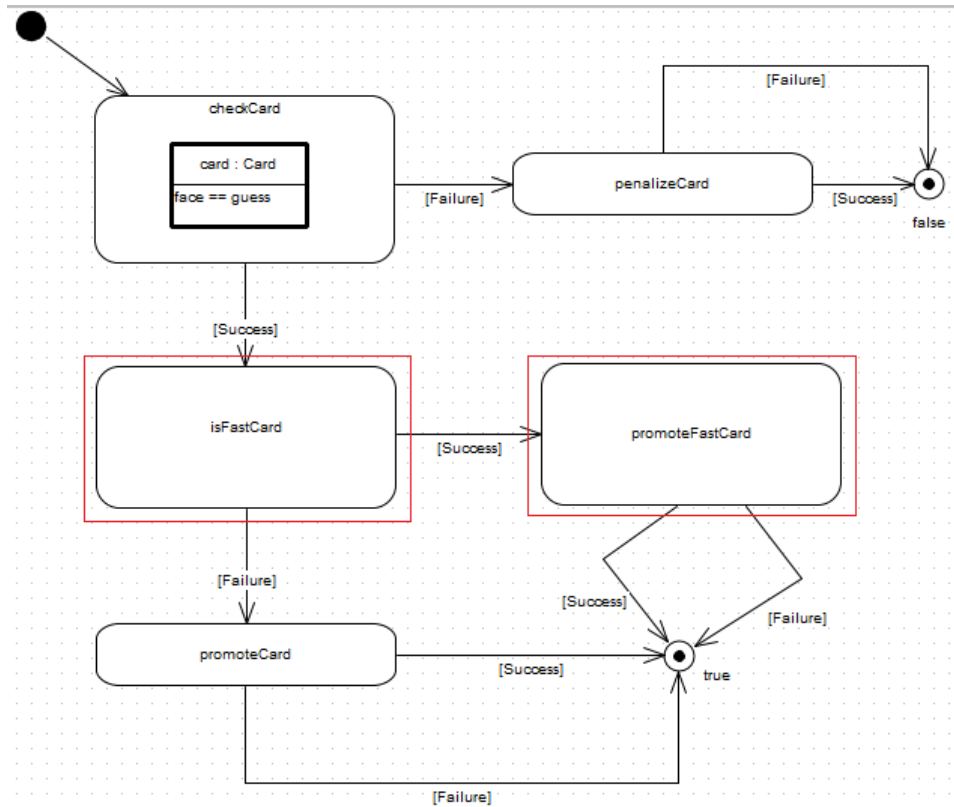 checkCard
card : Card
face == guess
[Failure]
penalizeCard
[Failure]
[Success]
false
[Success]
isFastCard
[Success]
promoteFastCard
[Failure]
[Success]
[Failure]
promoteCard
[Success]
true
[Failure]